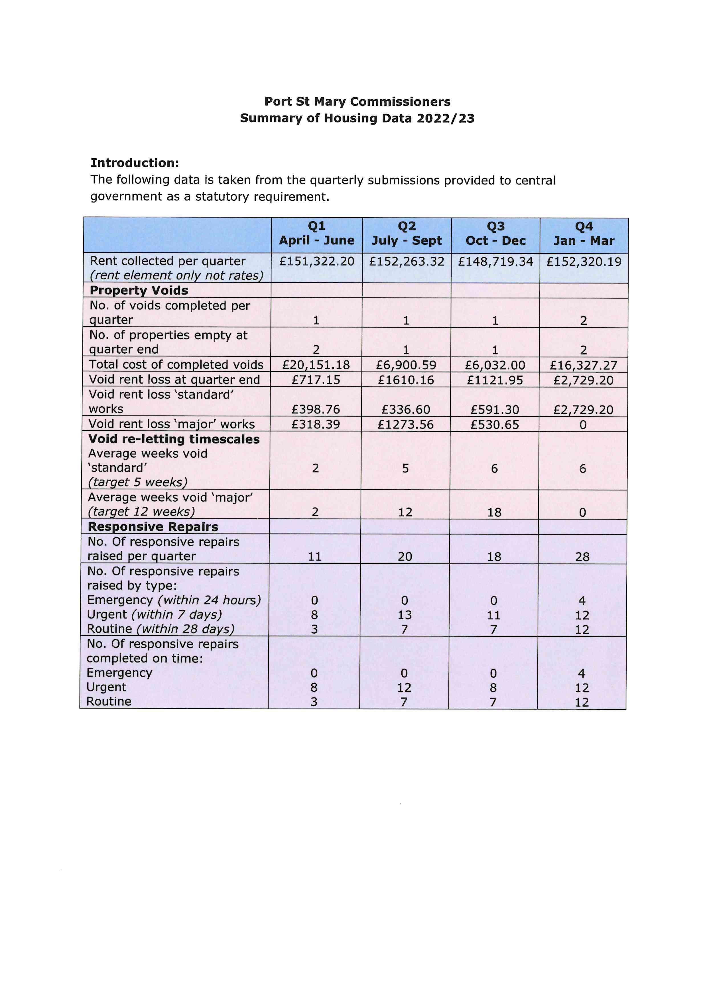 Port St Mary Commissioners
Summary of Housing Data 2022/23
Introduction:
The following data is taken from the quarterly submissions provided to central
government as a statutory requirement.
Q1 Q2 Q3 Q4
April - June July - Sept Oct - Dec Jan - Mar
Rent collected per quarter £151,322.20 £152,263.32 £148,719.34 £152,320.19
(rent element only not rates)
Property Voids
No. of voids completed per
quarter 1 1 1 2
No. of properties empty at
quarter end 2 1 1 2
Total cost of completed voids £20,151.18 £6,900.59 £6,032.00 £16,327.27
Void rent loss at quarter end £717.15 £1610.16 £1121.95 £2,729.20
Void rent loss ‘standard’
works £398.76 £336.60 £591.30 £2,729.20
Void rent loss ‘major’ works £318.39 £1273.56 £530.65 0
Void re-letting timescales
Average weeks void
‘standard’ 2 5 6 6
(target 5 weeks)
Average weeks void ‘major’
(target 12 weeks) 2 12 18 0
Responsive Repairs
No. Of responsive repairs
raised per quarter 11 20 18 28
No. Of responsive repairs
raised by type:
Emergency (within 24 hours) 0 0 0 4
Urgent (within 7 days) 8 13 11 12
Routine (within 28 days) 3 7 7 12
No. Of responsive repairs
completed on time:
Emergency 0 0 0 4
Urgent 8 12 8 12
Routine 3 7 7 12